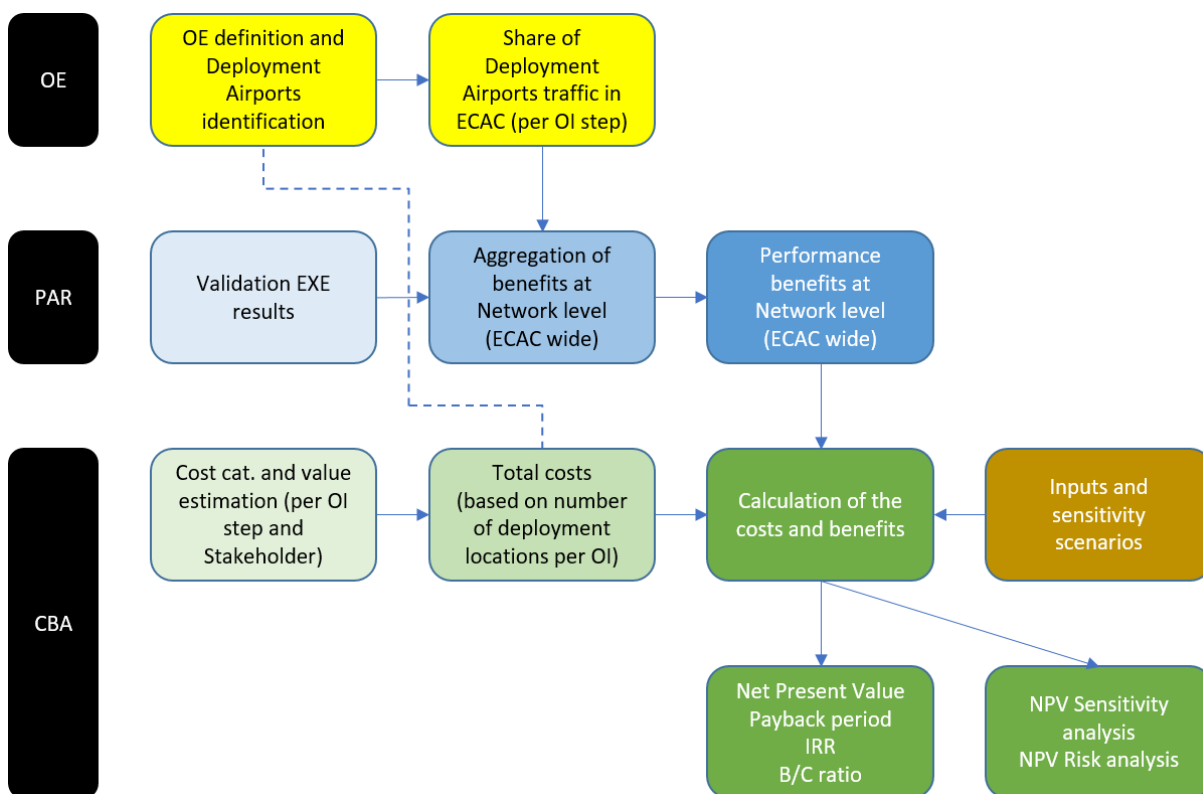 OE
OE definition and
Deployment
Airports
identification
Share of
Deployment
Airports traffic in
ECAC (per OI step)
PAR
Validation EXE
results
Aggregation of
benefits at
Network level
(ECAC wide)
Performance
benefits at
Network level
(ECAC wide)
CBA
Cost cat. and value
estimation (per OI
step and
Stakeholder)
Total costs
(based on number
of deployment
locations per OI)
Calculation of the
costs and benefits
Inputs and
sensitivity
scenarios
Net Present Value
Payback period
IRR
B/C ratio
NPV Sensitivity
analysis
NPV Risk analysis